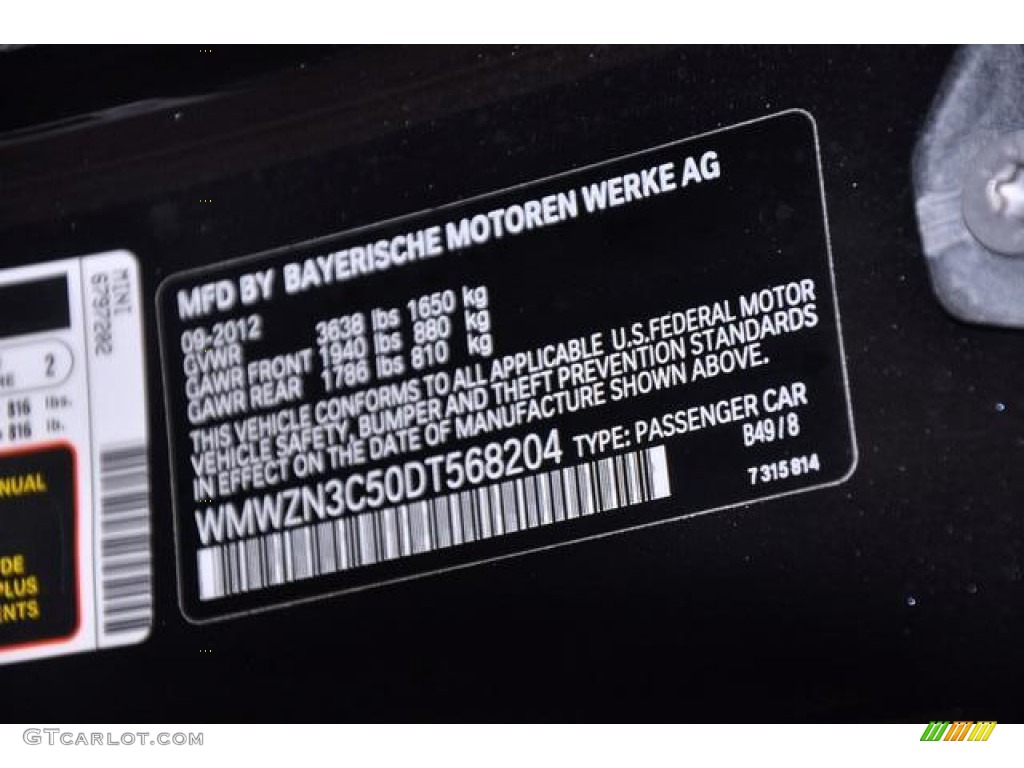 MFD BY BAYERISCHE MOTOREN WERKE AG
09-2012
GVWR 3638 lbs 1650 kg
GAWR FRONT 1940 lbs 880 kg
GAWR REAR 1786 lbs 810 kg
THIS VEHICLE CONFORMS TO ALL APPLICABLE U.S.FEDERAL MOTOR
VEHICLE SAFETY, BUMPER AND THEFT PREVENTION STANDARDS
IN EFFECT ON THE DATE OF MANUFACTURE SHOWN ABOVE.
WMWZN3C50DT568204 TYPE: PASSENGER CAR
B49/8
7315814
MINI
6797202
2
816 lbs.
816 lb.
NUAL
DE
PLUS
ENTS
GTCARLOT.COM